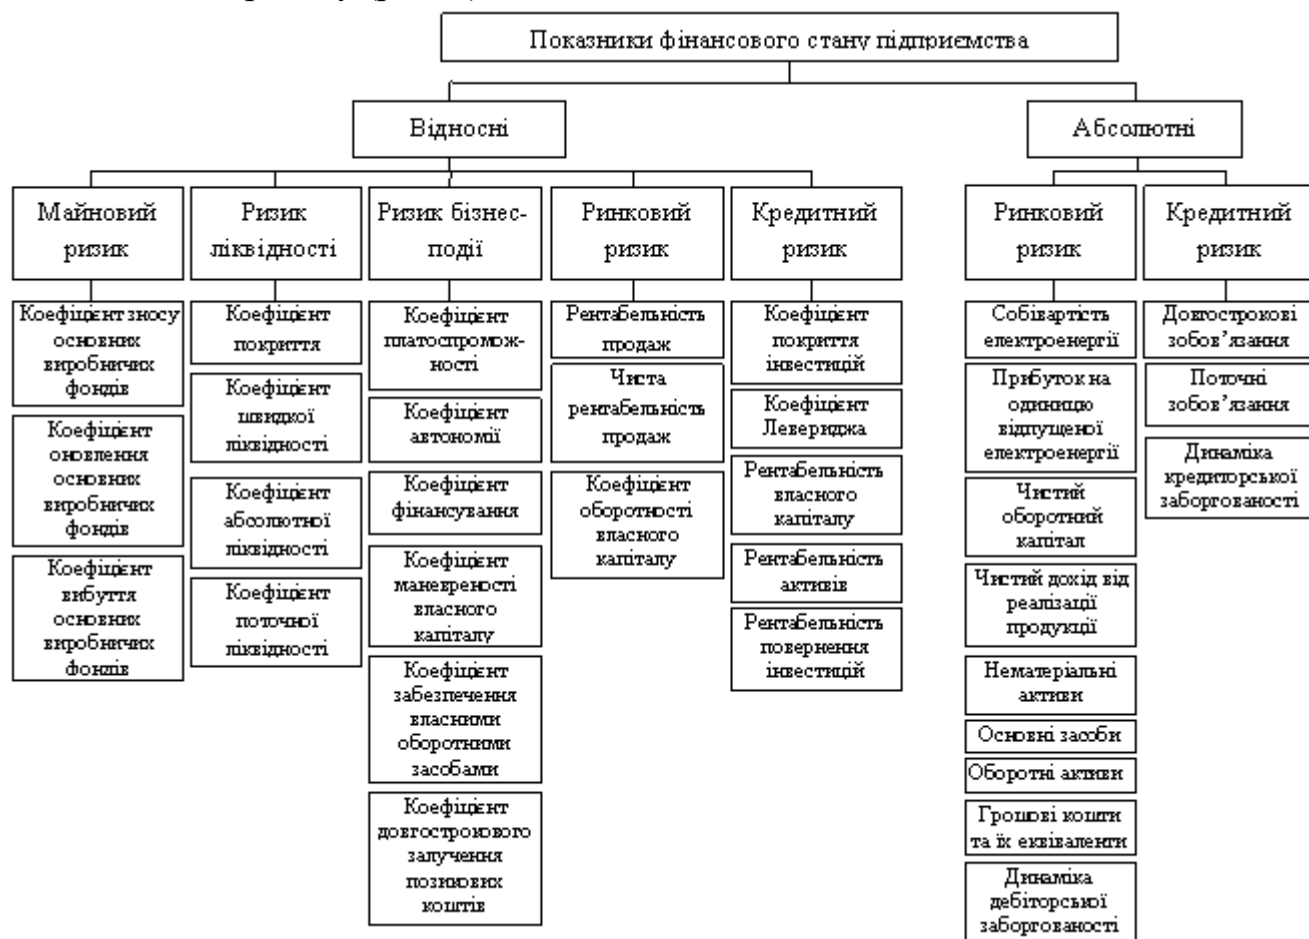 Показники фінансового стану підприємства
Відносні
Абсолютні
Майновий
ризик
Ризик
ліквідності
Ризик бізнес-
події
Ринковий
ризик
Кредитний
ризик
Ринковий
ризик
Кредитний
ризик
Коефіцієнт зносу
основних
виробничих
фондів
Коефіцієнт
оновлення
основних
виробничих
фондів
Коефіцієнт
вибуття
основних
виробничих
фондів
Коефіцієнт
покриття
Коефіцієнт
швидкої
ліквідності
Коефіцієнт
абсолютної
ліквідності
Коефіцієнт
поточної
ліквідності
Коефіцієнт
платоспромож-
ності
Коефіцієнт
автономії
Коефіцієнт
фінансування
Коефіцієнт
маневреності
власного
капіталу
Коефіцієнт
забезпечення
власними
оборотними
засобами
Коефіцієнт
довгострокового
залучення
позикових
коштів
Рентабельність
продаж
Чиста
рентабельність
продаж
Коефіцієнт
оборотності
власного
капіталу
Коефіцієнт
покриття
інвестицій
Коефіцієнт
Левериджа
Рентабельність
власного
капіталу
Рентабельність
активів
Рентабельність
повернення
інвестицій
Собівартість
електроенергії
Прибуток на
одиницю
відпущеної
електроенергії
Чистий
оборотний
капітал
Чистий дохід від
реалізації
продукції
Нематеріальні
активи
Основні засоби
Оборотні активи
Грошові кошти
та їх еквіваленти
Динаміка
дебіторської
заборгованості
Довгострокові
зобов’язання
Поточні
зобов’язання
Динаміка
кредиторської
заборгованості